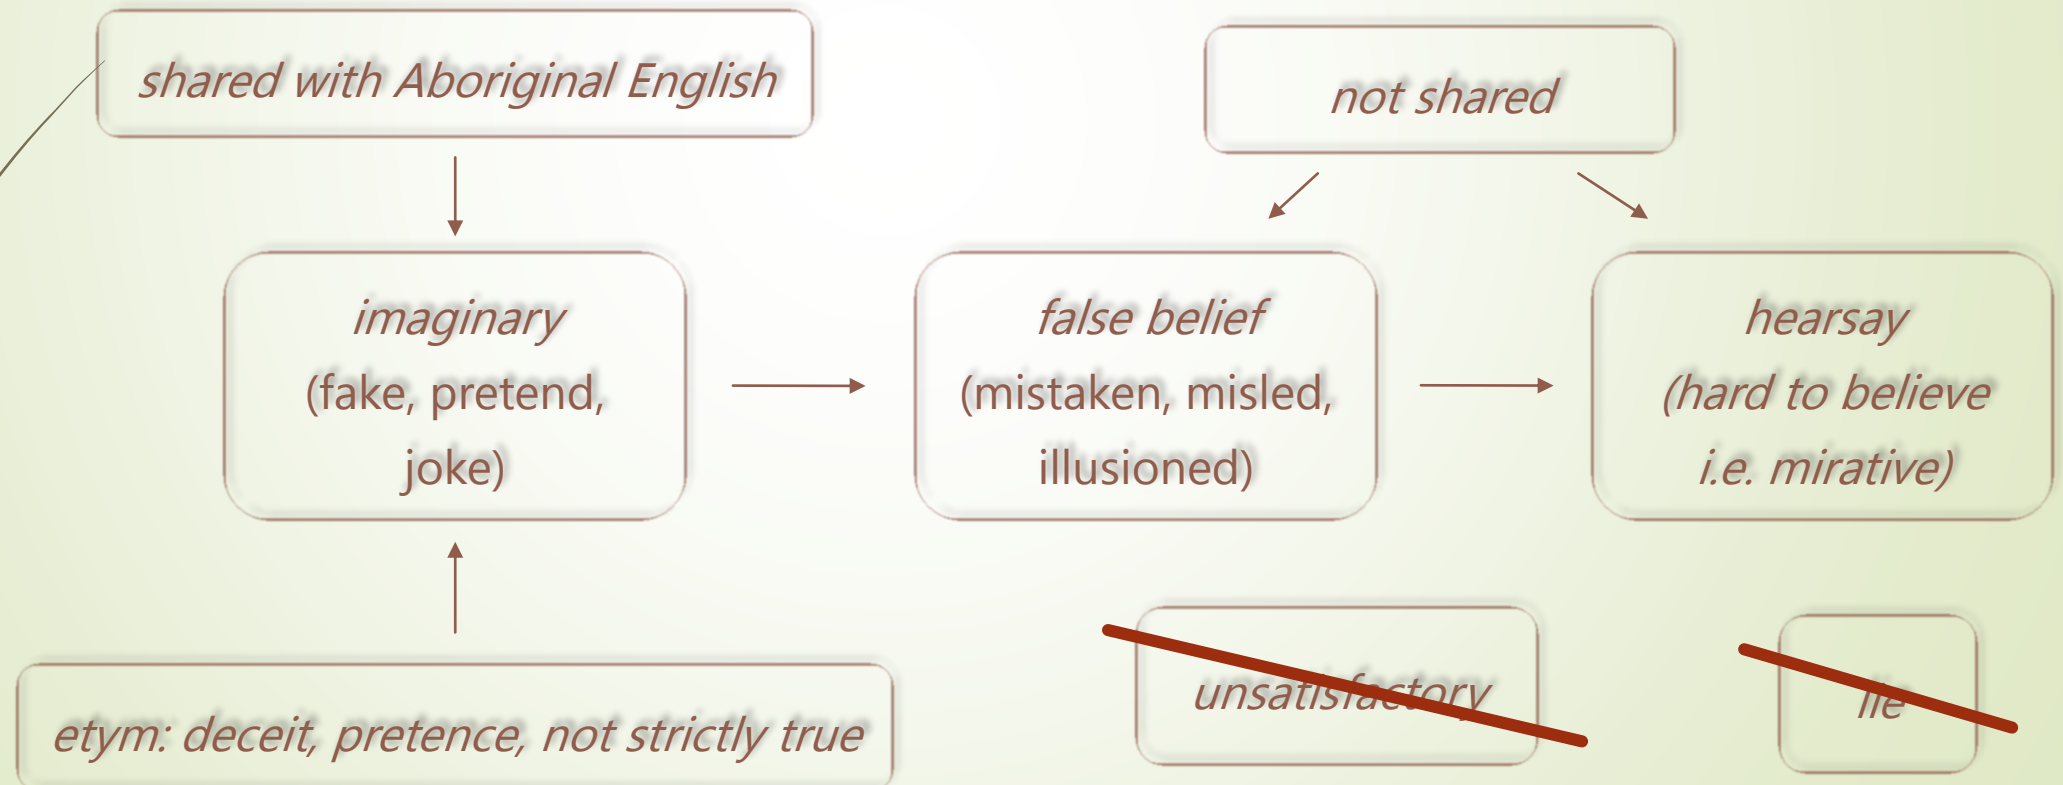 shared with Aboriginal English
not shared
imaginary
(fake, pretend,
joke)
false belief
(mistaken, misled,
illusioned)
hearsay
(hard to believe
i.e. mirative)
etym: deceit, pretence, not strictly true
unsatisfactory
lie